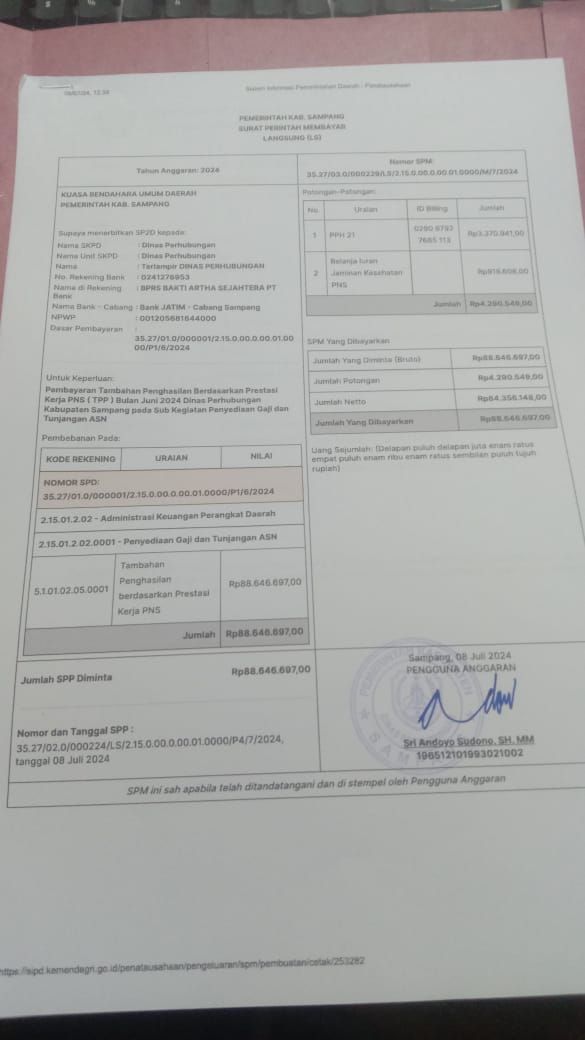 08/07/24, 12.38
Sistem Informasi Pemerintahan Daerah - Penatausahaan
PEMERINTAH KAB. SAMPANG
SURAT PERINTAH MEMBAYAR
LANGSUNG (LS)
Tahun Anggaran: 2024
Nomor SPM:
35.27/03.0/000229/LS/2.15.0.00.0.00.01.0000/M/7/2024
KUASA BENDAHARA UMUM DAERAH
PEMERINTAH KAB. SAMPANG
Supaya menerbitkan SP2D kepada:
Nama SKPD : Dinas Perhubungan
Nama Unit SKPD : Dinas Perhubungan
Nama : Terlampir DINAS PERHUBUNGAN
No. Rekening Bank : 0241276953
Nama di Rekening Bank : BPRS BAKTI ARTHA SEJAHTERA PT
Nama Bank - Cabang : Bank JATIM - Cabang Sampang
NPWP : 001205681644000
Dasar Pembayaran :
35.27/01.0/000001/2.15.0.00.0.00.01.00
00/P1/6/2024
Untuk Keperluan:
Pembayaran Tambahan Penghasilan Berdasarkan Prestasi
Kerja PNS ( TPP ) Bulan Juni 2024 Dinas Perhubungan
Kabupaten Sampang pada Sub Kegiatan Penyediaan Gaji dan
Tunjangan ASN
Pembebanan Pada:
KODE REKENING URAIAN NILAI
NOMOR SPD:
35.27/01.0/000001/2.15.0.00.0.00.01.0000/P1/6/2024
2.15.01.2.02 - Administrasi Keuangan Perangkat Daerah
2.15.01.2.02.0001 - Penyediaan Gaji dan Tunjangan ASN
5.1.01.02.05.0001 Tambahan Penghasilan berdasarkan Prestasi Kerja PNS Rp88.646.697,00
Jumlah Rp88.646.697,00
Potongan-Potongan:
No. Uraian ID Billing Jumlah
1 PPH 21 0290 6793 7685 113 Rp3.370.941,00
2 Belanja Iuran Jaminan Kesehatan PNS Rp919.608,00
Jumlah Rp4.290.549,00
SPM Yang Dibayarkan
Jumlah Yang Diminta (Bruto) Rp88.646.697,00
Jumlah Potongan Rp4.290.549,00
Jumlah Netto Rp84.356.148,00
Jumlah Yang Dibayarkan Rp88.646.697,00
Uang Sejumlah: (Delapan puluh delapan juta enam ratus
empat puluh enam ribu enam ratus sembilan puluh tujuh
rupiah)
Jumlah SPP Diminta Rp88.646.697,00
Nomor dan Tanggal SPP :
35.27/02.0/000224/LS/2.15.0.00.0.00.01.0000/P4/7/2024,
tanggal 08 Juli 2024
Sampang, 08 Juli 2024
PENGGUNA ANGGARAN
Sri Andoyo Sudono, SH. MM
196512101993021002
SPM ini sah apabila telah ditandatangani dan di stempel oleh Pengguna Anggaran
https://sipd.kemendagri.go.id/penatausahaan/pengeluaran/spm/pembuatan/cetak/253282